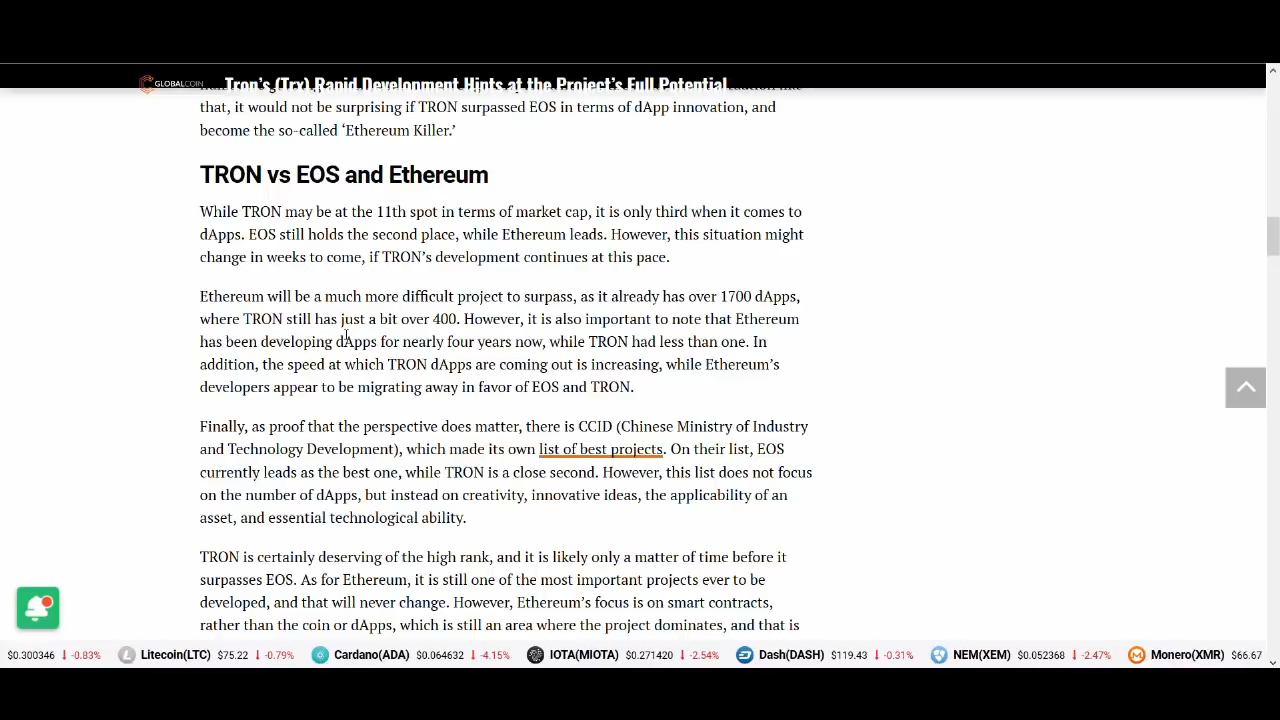 GLOBALCOIN
Tron's (Trx) Rapid Development Hints at the Project's Full Potential
that, it would not be surprising if TRON surpassed EOS in terms of dApp innovation, and
become the so-called ‘Ethereum Killer.’
TRON vs EOS and Ethereum
While TRON may be at the 11th spot in terms of market cap, it is only third when it comes to
dApps. EOS still holds the second place, while Ethereum leads. However, this situation might
change in weeks to come, if TRON’s development continues at this pace.
Ethereum will be a much more difficult project to surpass, as it already has over 1700 dApps,
where TRON still has just a bit over 400. However, it is also important to note that Ethereum
has been developing dApps for nearly four years now, while TRON had less than one. In
addition, the speed at which TRON dApps are coming out is increasing, while Ethereum’s
developers appear to be migrating away in favor of EOS and TRON.
Finally, as proof that the perspective does matter, there is CCID (Chinese Ministry of Industry
and Technology Development), which made its own list of best projects. On their list, EOS
currently leads as the best one, while TRON is a close second. However, this list does not focus
on the number of dApps, but instead on creativity, innovative ideas, the applicability of an
asset, and essential technological ability.
TRON is certainly deserving of the high rank, and it is likely only a matter of time before it
surpasses EOS. As for Ethereum, it is still one of the most important projects ever to be
developed, and that will never change. However, Ethereum’s focus is on smart contracts,
rather than the coin or dApps, which is still an area where the project dominates, and that is
$0.300346 -0.83% Litecoin(LTC) $75.22 -0.79% Cardano(ADA) $0.064632 -4.15% IOTA(MIOTA) $0.271420 -2.54% Dash(DASH) $119.43 -0.31% NEM(XEM) $0.052368 -2.47% Monero(XMR) $66.67